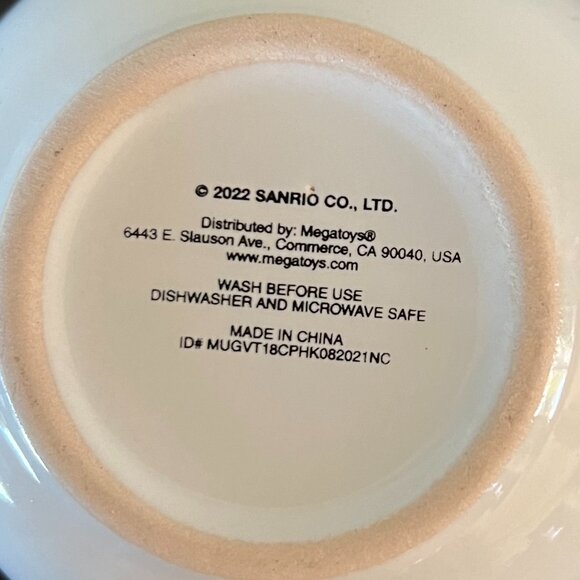 © 2022 SANRIO CO., LTD.
Distributed by: Megatoys®
6443 E. Slauson Ave., Commerce, CA 90040, USA
www.megatoys.com
WASH BEFORE USE
DISHWASHER AND MICROWAVE SAFE
MADE IN CHINA
ID# MUGVT18CPHK082021NC